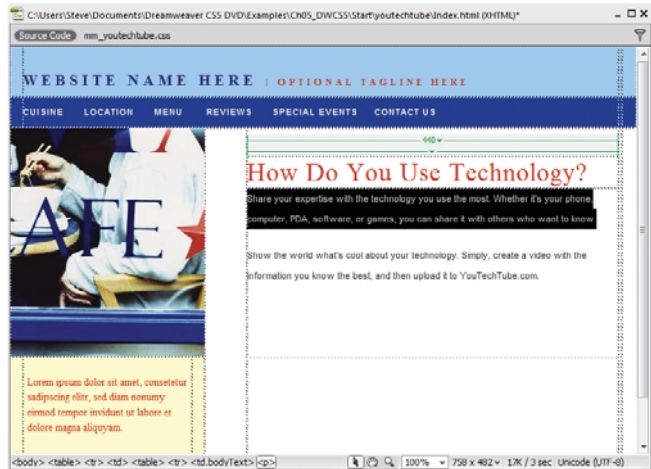 C:\Users\Steve\Documents\Dreamweaver CS5 DVD\Examples\Ch05_DWCS5\Start\youtechtube\Index.html (XHTML)*
Source Code mm_youtechtube.css
WEBSITE NAME HERE | OPTIONAL TAGLINE HERE
CUISINE LOCATION MENU REVIEWS SPECIAL EVENTS CONTACT US
440
How Do You Use Technology?
Share your expertise with the technology you use the most. Whether it's your phone,
computer, PDA, software, or games, you can share it with others who want to know.
AFE
Show the world what's cool about your technology. Simply, create a video with the
information you know the best, and then upload it to YouTechTube.com.
Lorem ipsum dolor sit amet, consetetur
sadipscing elitr, sed diam nonumy
eirmod tempor invidunt ut labore et
dolore magna aliquyam.
<body> <table> <tr> <td> <table> <tr> <td.bodyText> <p> 100% 758 x 482 17K / 3 sec Unicode (UTF-8)